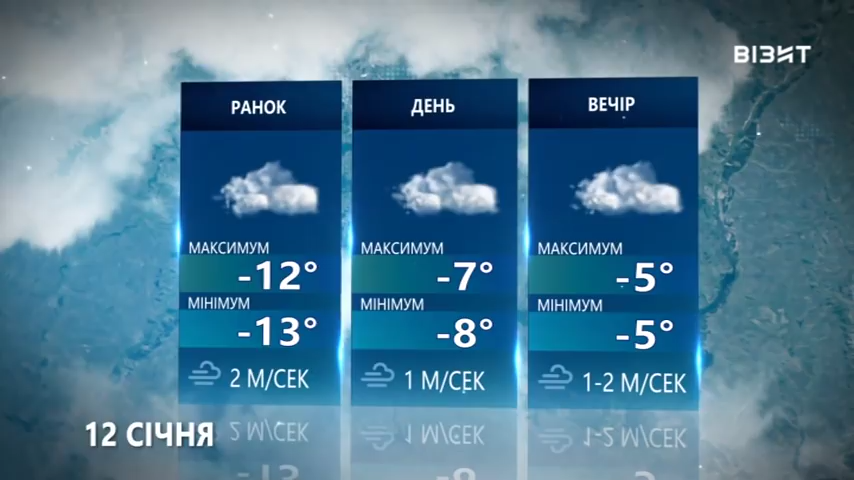 ВІЗИТ
РАНОК
МАКСИМУМ
-12°
МІНІМУМ
-13°
2 М/СЕК
ДЕНЬ
МАКСИМУМ
-7°
МІНІМУМ
-8°
1 М/СЕК
ВЕЧІР
МАКСИМУМ
-5°
МІНІМУМ
-5°
1-2 М/СЕК
12 СІЧНЯ